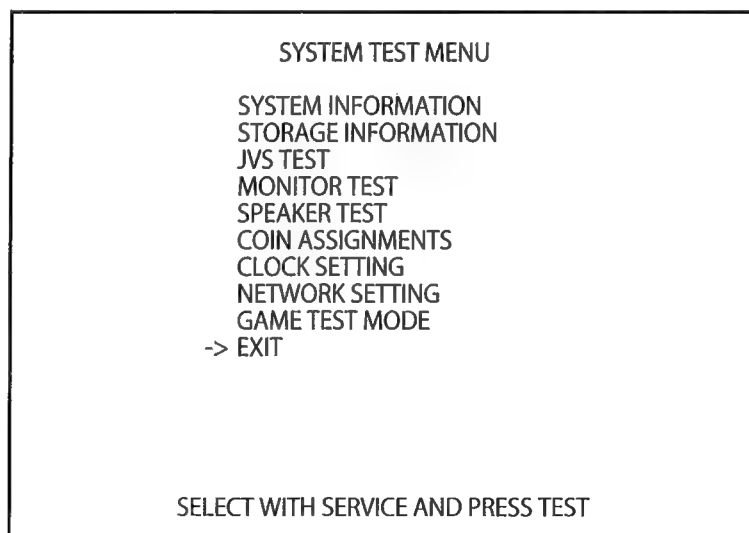 SYSTEM TEST MENU
SYSTEM INFORMATION
STORAGE INFORMATION
JVS TEST
MONITOR TEST
SPEAKER TEST
COIN ASSIGNMENTS
CLOCK SETTING
NETWORK SETTING
GAME TEST MODE
-> EXIT
SELECT WITH SERVICE AND PRESS TEST